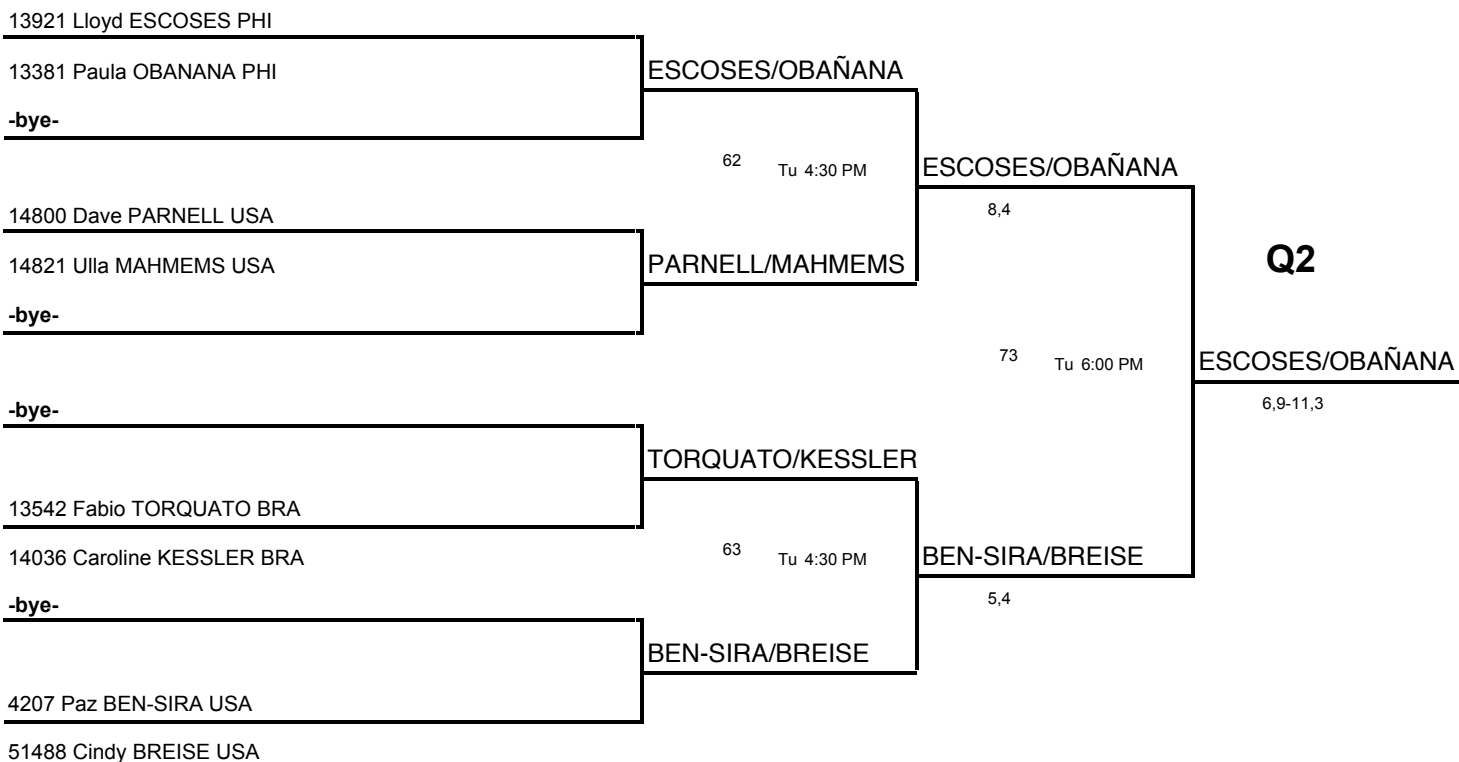 13921 Lloyd ESCOSES PHI
13381 Paula OBANANA PHI
ESCOSES/OBAÑANA
-bye-
62 Tu 4:30 PM
ESCOSES/OBAÑANA
8,4
14800 Dave PARNELL USA
14821 Ulla MAHMEMS USA
PARNELL/MAHMEMS
Q2
-bye-
73 Tu 6:00 PM
ESCOSES/OBAÑANA
6,9-11,3
-bye-
TORQUATO/KESSLER
13542 Fabio TORQUATO BRA
14036 Caroline KESSLER BRA
63 Tu 4:30 PM
BEN-SIRA/BREISE
5,4
-bye-
BEN-SIRA/BREISE
4207 Paz BEN-SIRA USA
51488 Cindy BREISE USA